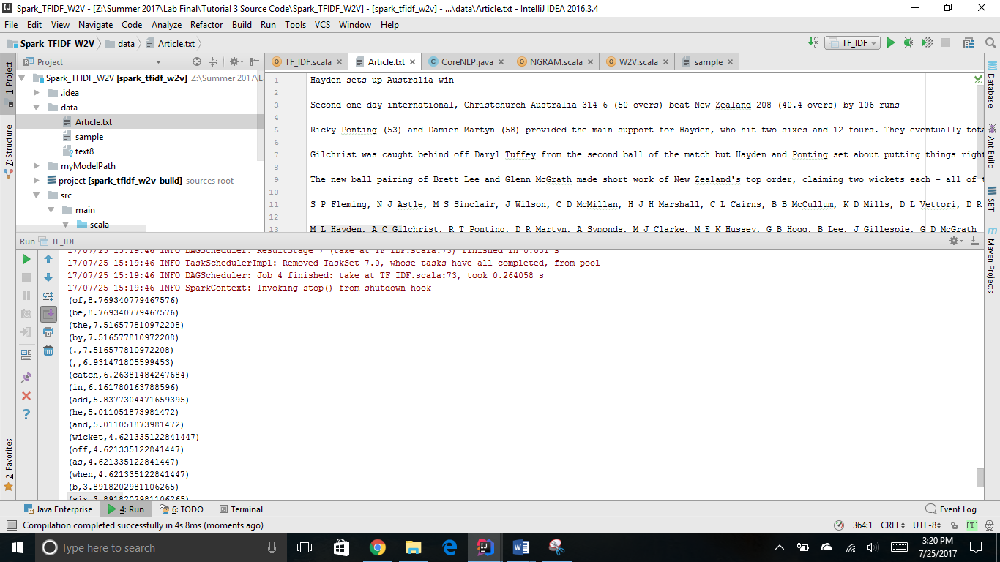 Spark_TFIDF_W2V - [Z:\Summer 2017\Lab Final\Tutorial 3 Source Code\Spark_TFIDF_W2V] - [spark_tfidf_w2v] - ...\data\Article.txt - IntelliJ IDEA 2016.3.4
File Edit View Navigate Code Analyze Refactor Build Run Tools VCS Window Help
Spark_TFIDF_W2V data Article.txt TF_IDF
Project TF_IDF.scala Article.txt CoreNLP.java NGRAM.scala W2V.scala sample
1: Project
Z: Structure
2: Favorites
Spark_TFIDF_W2V [spark_tfidf_w2v] Z:\Summer 2017\La
.idea
data
Article.txt
sample
text8
myModelPath
project [spark_tfidf_w2v-build] sources root
src
main
scala
1 Hayden sets up Australia win
2
3 Second one-day international, Christchurch Australia 314-6 (50 overs) beat New Zealand 208 (40.4 overs) by 106 runs
4
5 Ricky Ponting (53) and Damien Martyn (58) provided the main support for Hayden, who hit two sixes and 12 fours. They eventually tota
6
7 Gilchrist was caught behind off Daryl Tuffey from the second ball of the match but Hayden and Ponting set about putting things right
8
9 The new ball pairing of Brett Lee and Glenn McGrath made short work of New Zealand's top order, claiming two wickets each - all of t
10
11 S P Fleming, N J Astle, M S Sinclair, J Wilson, C D McMillan, H J H Marshall, C L Cairns, B B McCullum, K D Mills, D L Vettori, D R
12
13 M L Hayden, A C Gilchrist, R T Ponting, D R Martyn, A Symonds, M J Clarke, M E K Hussey, G B Hogg, B Lee, J Gillespie, G D McGrath
Database
Ant Build
SBT
Maven Projects
Run TF_IDF
17/07/25 15:19:46 INFO DAGScheduler: ResultStage 7 (take at TF_IDF.scala:73) finished in 0.031 s
17/07/25 15:19:46 INFO TaskSchedulerImpl: Removed TaskSet 7.0, whose tasks have all completed, from pool
17/07/25 15:19:46 INFO DAGScheduler: Job 4 finished: take at TF_IDF.scala:73, took 0.264058 s
17/07/25 15:19:46 INFO SparkContext: Invoking stop() from shutdown hook
(of,8.769340779467576)
(be,8.769340779467576)
(the,7.516577810972208)
(by,7.516577810972208)
(.,7.516577810972208)
(,,6.931471805599453)
(catch,6.26381484247684)
(in,6.161780163788596)
(add,5.8377304471659395)
(he,5.011051873981472)
(and,5.011051873981472)
(wicket,4.621335122841447)
(off,4.621335122841447)
(as,4.621335122841447)
(when,4.621335122841447)
(b,3.8918202981106265)
(six,3.8918202981106265)
Java Enterprise 4: Run 6: TODO Terminal Event Log
Compilation completed successfully in 4s 8ms (moments ago) 364:1 CRLF UTF-8 [T]
Type here to search
3:20 PM
7/25/2017